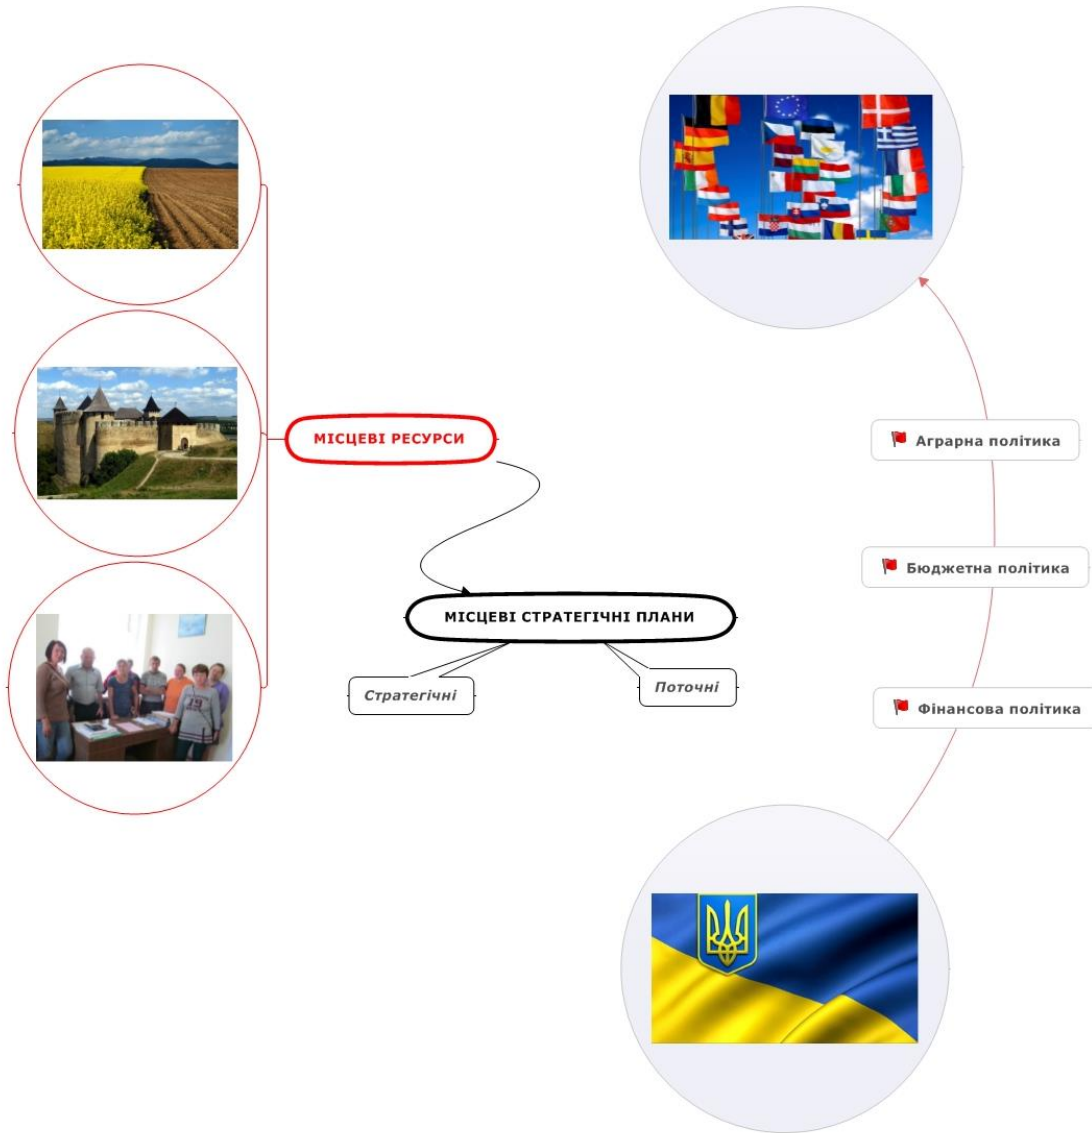 МІСЦЕВІ РЕСУРСИ
МІСЦЕВІ СТРАТЕГІЧНІ ПЛАНИ
Стратегічні
Поточні
Аграрна політика
Бюджетна політика
Фінансова політика